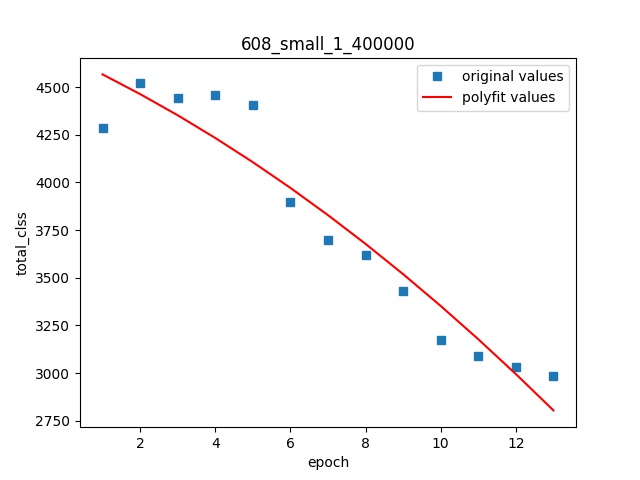 608_small_1_400000
original values
polyfit values
total_clss
4500
4250
4000
3750
3500
3250
3000
2750
2 4 6 8 10 12
epoch